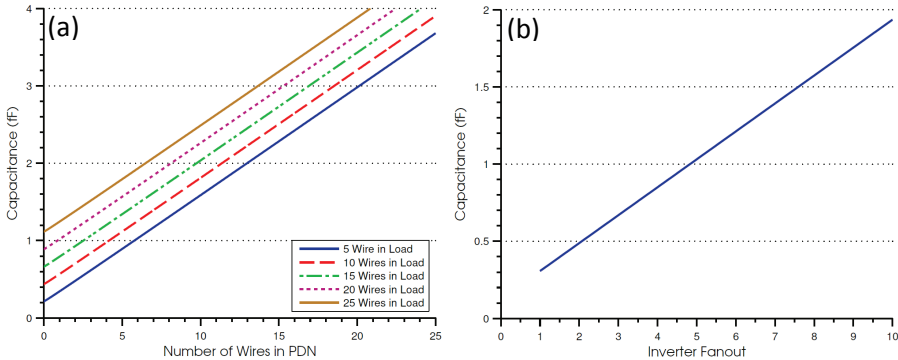 (a)
Capacitance (fF)
4
3
2
1
0
0 5 10 15 20 25
Number of Wires in PDN
5 Wire in Load
10 Wires in Load
15 Wires in Load
20 Wires in Load
25 Wires in Load
(b)
Capacitance (fF)
2
1.5
1
0.5
0
0 1 2 3 4 5 6 7 8 9 10
Inverter Fanout